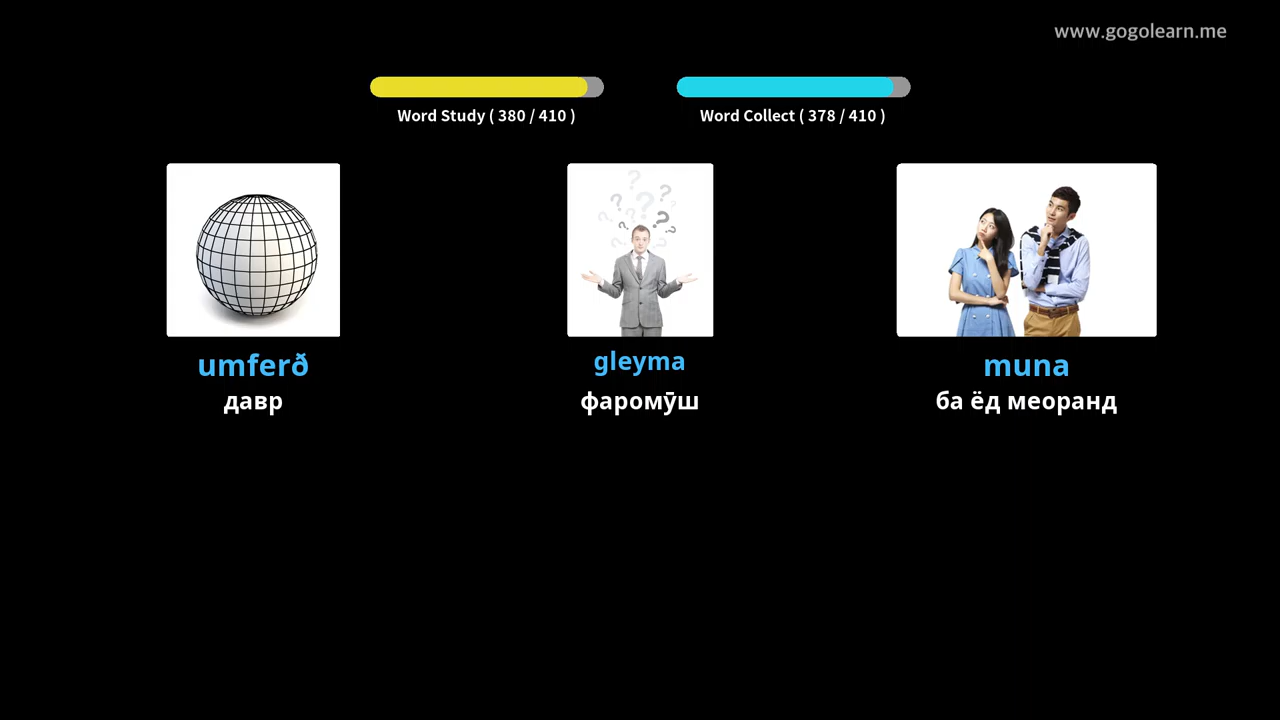 www.gogolearn.me
Word Study ( 380 / 410 )
Word Collect ( 378 / 410 )
umferð
gleyma
muna
давр
фаромӯш
ба ёд меоранд